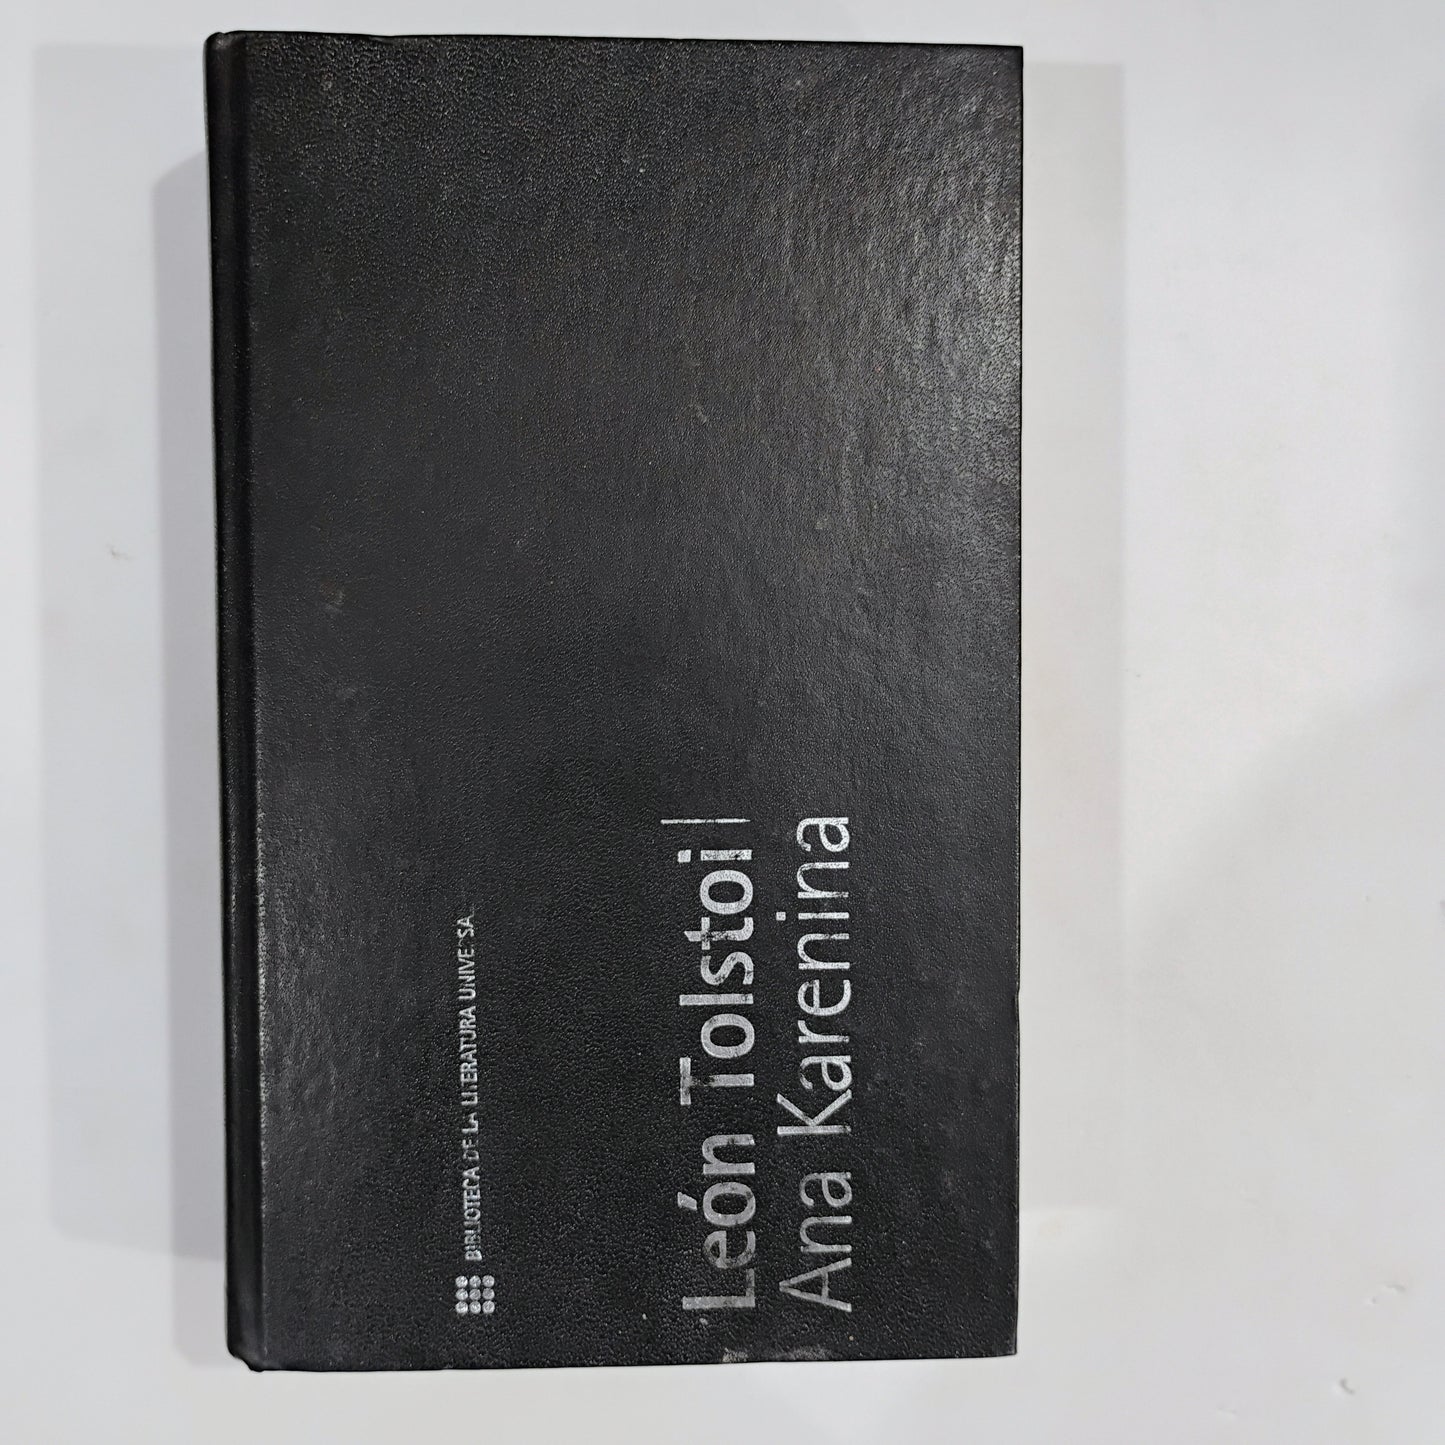 BIBLIOTECA DE LA LITERATURA UNIVERSAL
León Tolstoi |
Ana Karenina